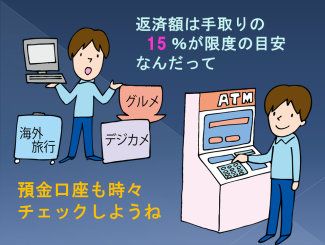 返済額は手取りの
15%が限度の目安
なんだって
グルメ
海外
旅行
デジカメ
ATM
預金口座も時々
チェックしようね